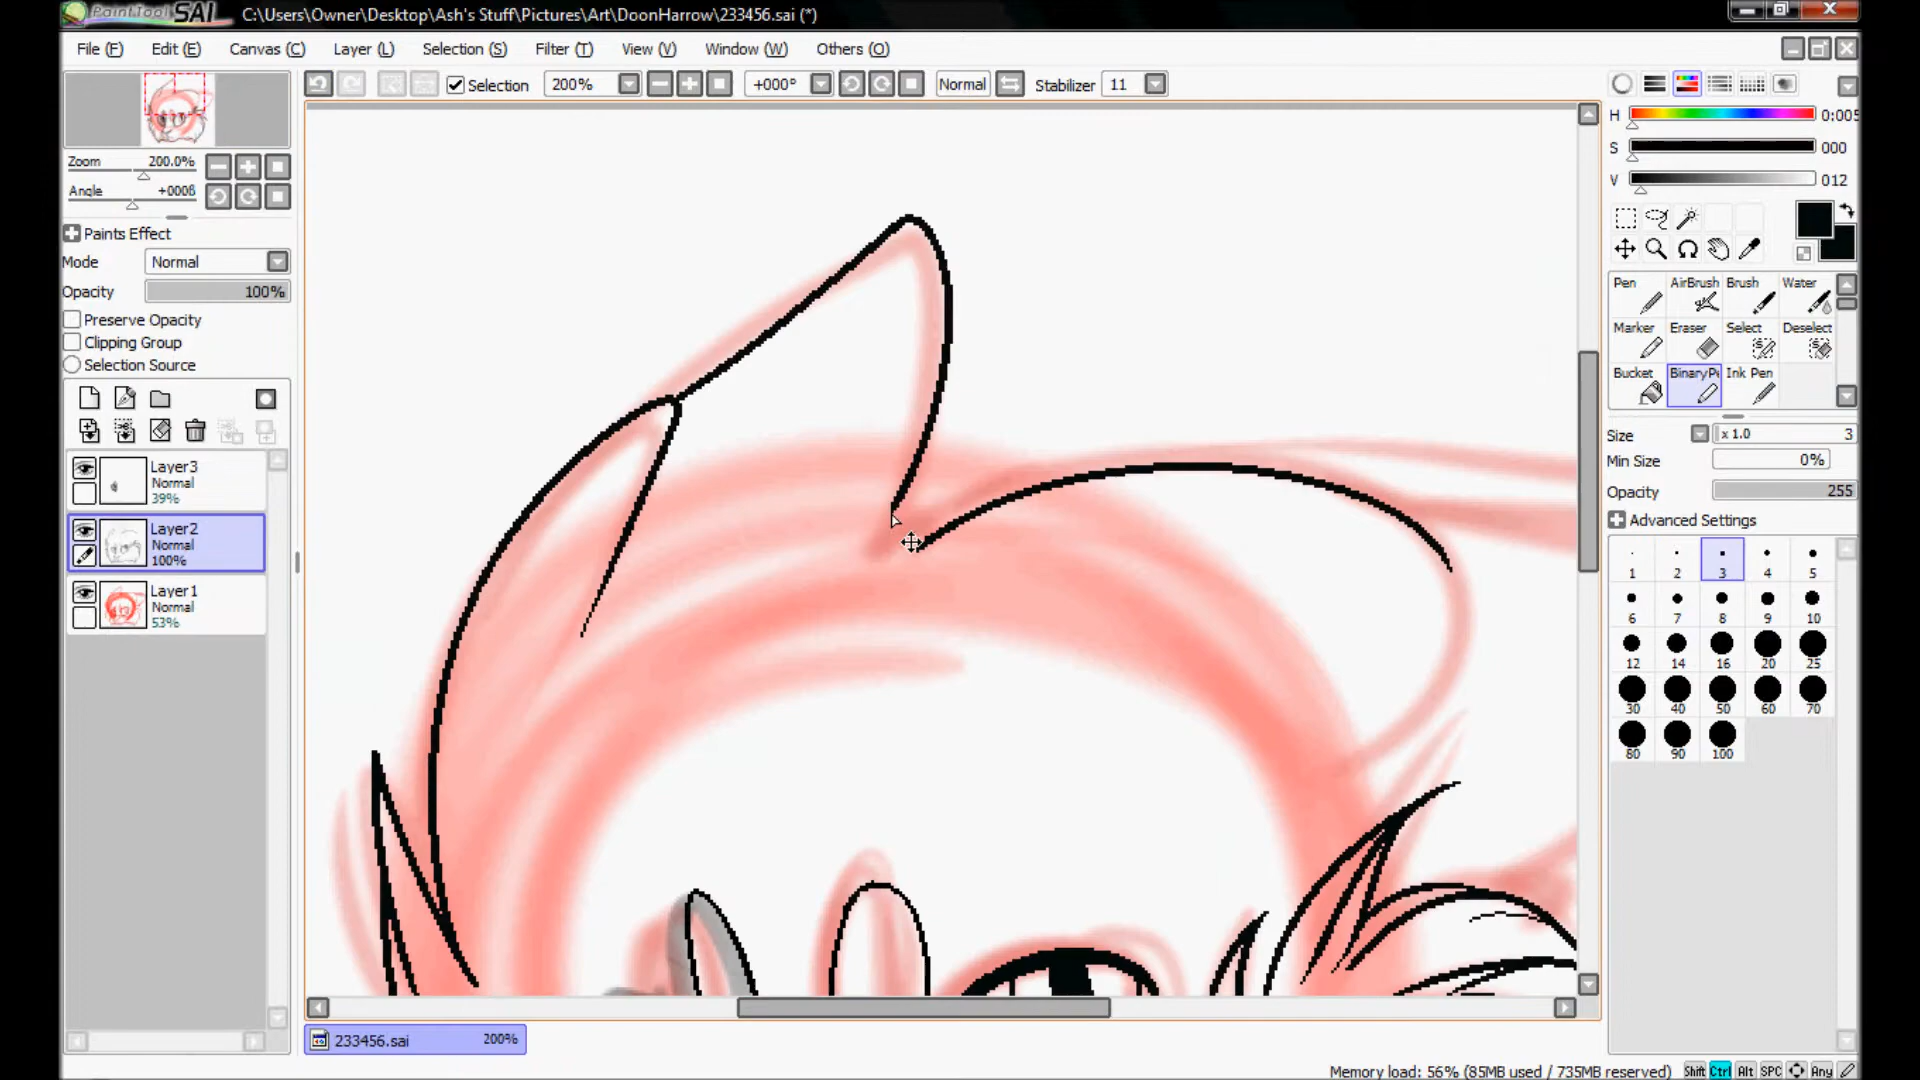 PaintTool SAI C:\Users\Owner\Desktop\Ash's Stuff\Pictures\Art\DoonHarrow\233456.sai (*)
File (F) Edit (E) Canvas (C) Layer (L) Selection (S) Filter (T) View (V) Window (W) Others (O)
Selection 200% +000° Normal Stabilizer 11
Zoom 200.0%
Angle
Paints Effect
Mode Normal
Opacity 100%
Preserve Opacity
Clipping Group
Selection Source
Layer3
Normal
39%
Layer2
Normal
100%
Layer1
Normal
53%
H 0:005
S 000
V 012
Pen AirBrush Brush Water
Marker Eraser Select Deselect
Bucket BinaryPe Ink Pen
Size x 1.0 3
Min Size 0%
Opacity 255
Advanced Settings
1 2 3 4 5
6 7 8 9 10
12 14 16 20 25
30 40 50 60 70
80 90 100
233456.sai 200%
Memory load: 56% (85MB used / 735MB reserved) Shift Ctrl Alt SPC Any